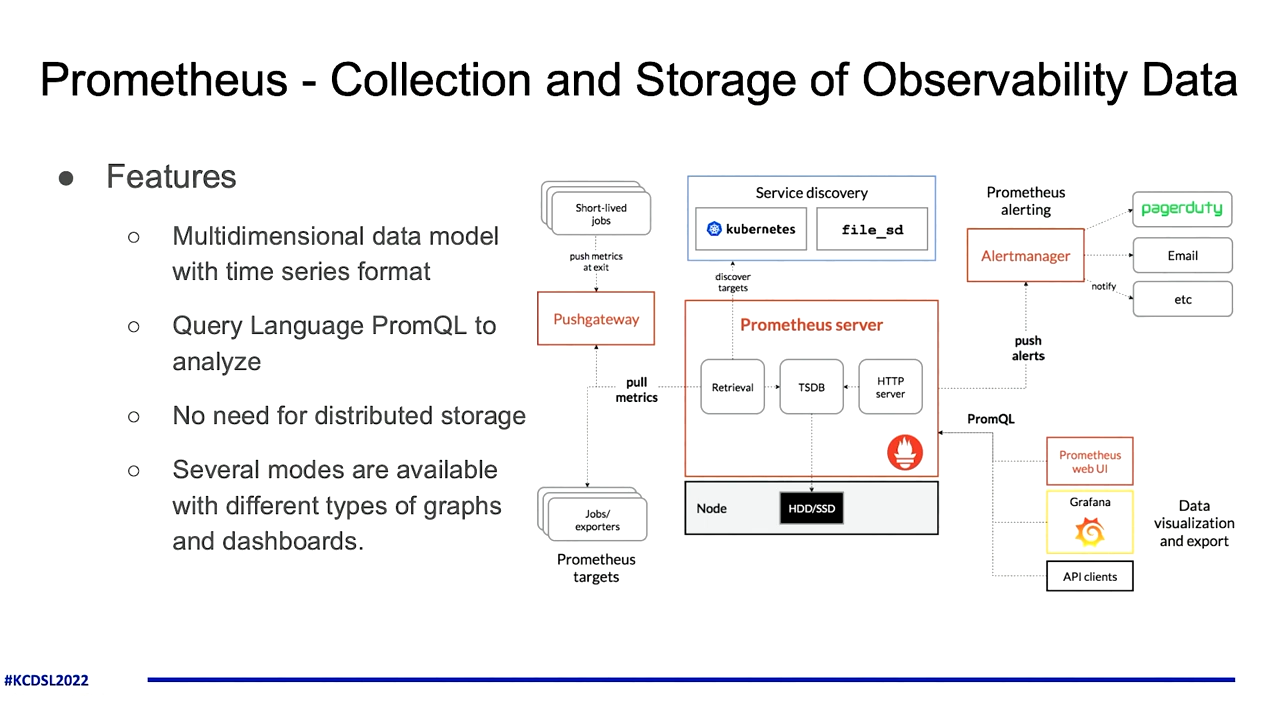 Prometheus - Collection and Storage of Observability Data
● Features
○ Multidimensional data model
with time series format
○ Query Language PromQL to
analyze
○ No need for distributed storage
○ Several modes are available
with different types of graphs
and dashboards.
Short-lived
jobs
push metrics
at exit
Pushgateway
pull
metrics
Jobs/
exporters
Prometheus
targets
Service discovery
kubernetes
file_sd
discover
targets
Prometheus server
Retrieval
TSDB
HTTP
server
Node
HDD/SSD
Prometheus
alerting
Alertmanager
pagerduty
Email
notify
etc
push
alerts
PromQL
Prometheus
web UI
Grafana
API clients
Data
visualization
and export
#KCDSL2022